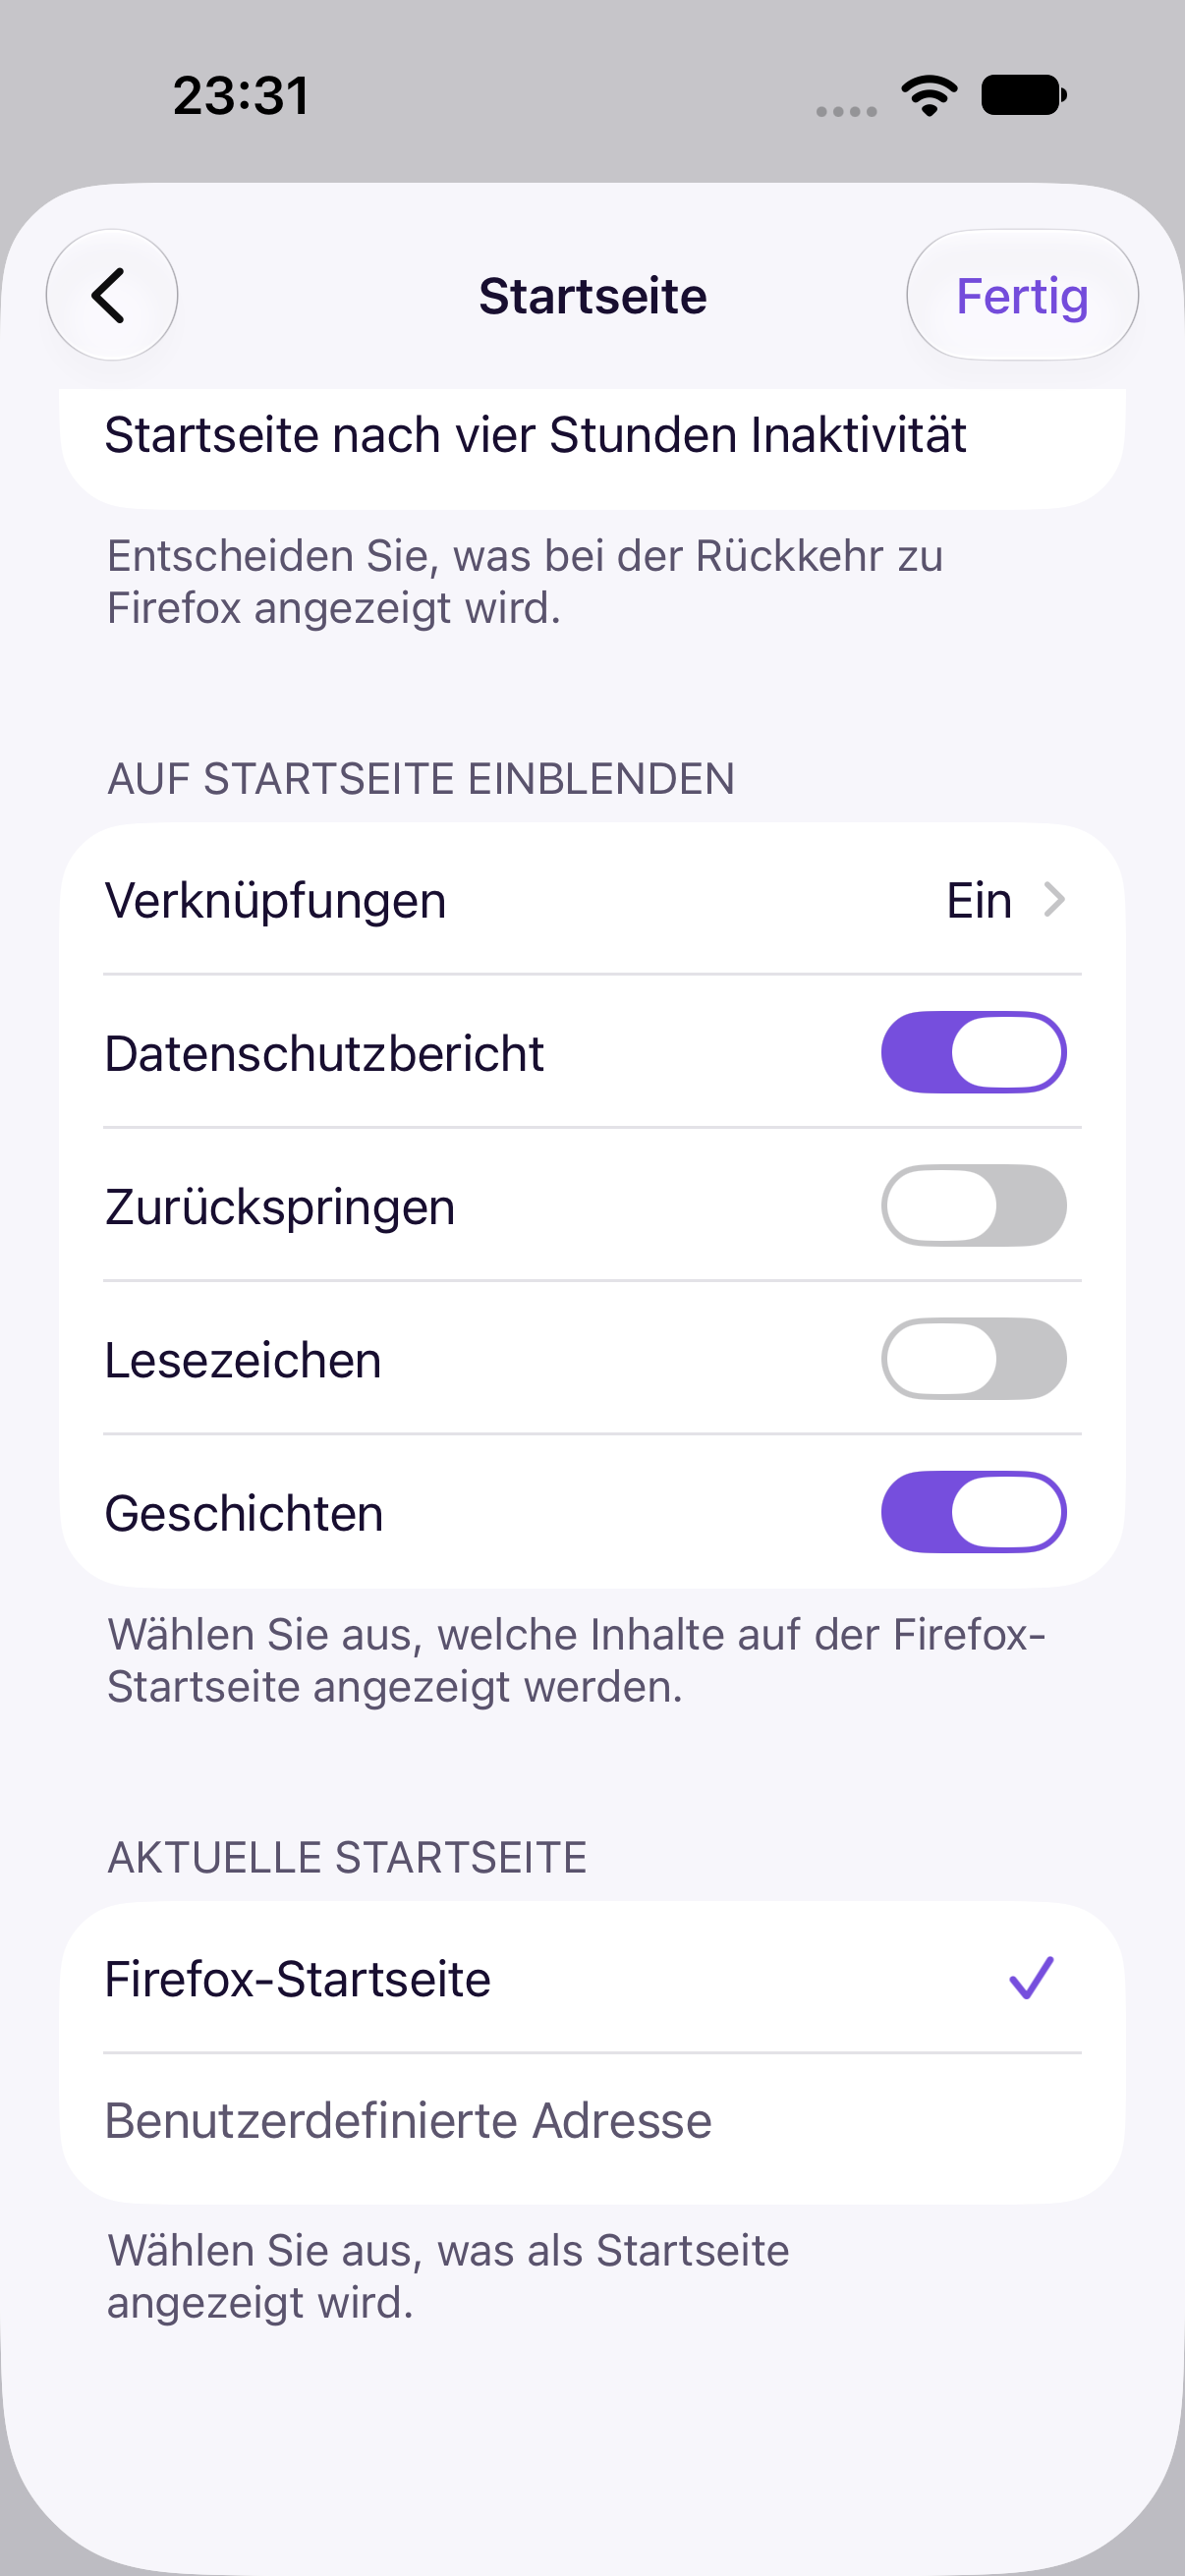 23:31
Startseite
Fertig
Startseite nach vier Stunden Inaktivität
Entscheiden Sie, was bei der Rückkehr zu
Firefox angezeigt wird.
AUF STARTSEITE EINBLENDEN
Verknüpfungen Ein
Datenschutzbericht
Zurückspringen
Lesezeichen
Geschichten
Wählen Sie aus, welche Inhalte auf der Firefox-
Startseite angezeigt werden.
AKTUELLE STARTSEITE
Firefox-Startseite
Benutzerdefinierte Adresse
Wählen Sie aus, was als Startseite
angezeigt wird.